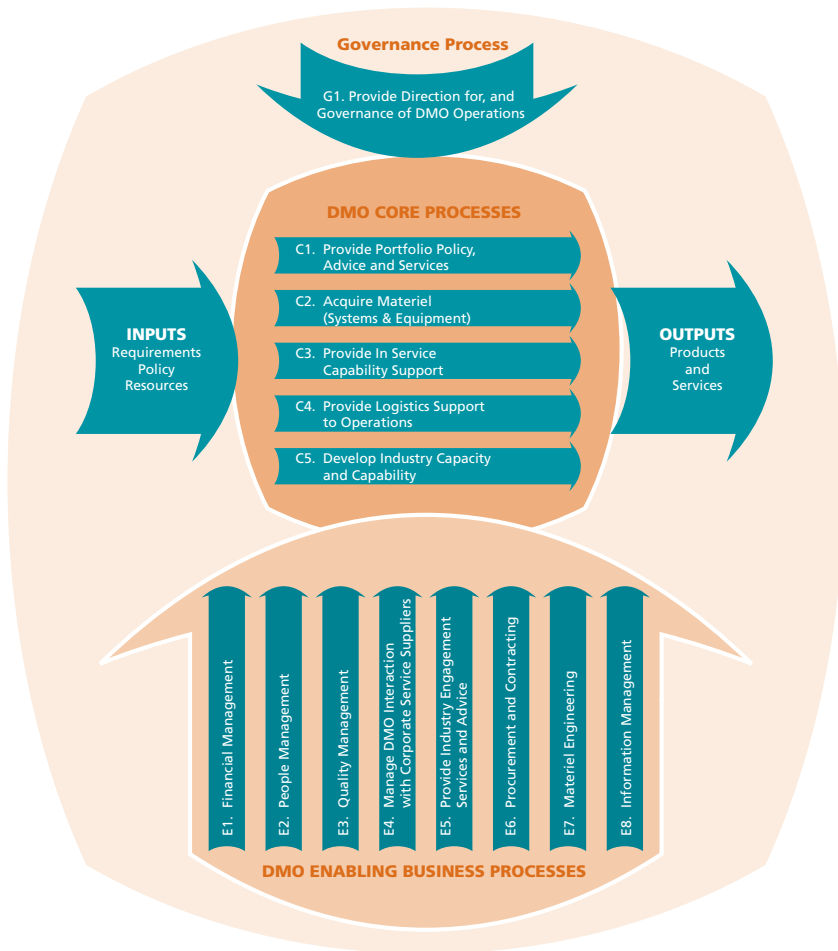 Governance Process
G1. Provide Direction for, and
Governance of DMO Operations
DMO CORE PROCESSES
C1. Provide Portfolio Policy,
Advice and Services
C2. Acquire Materiel
(Systems & Equipment)
C3. Provide In Service
Capability Support
C4. Provide Logistics Support
to Operations
C5. Develop Industry Capacity
and Capability
INPUTS
Requirements
Policy
Resources
OUTPUTS
Products
and
Services
E1. Financial Management
E2. People Management
E3. Quality Management
E4. Manage DMO Interaction
with Corporate Service Suppliers
E5. Provide Industry Engagement
Services and Advice
E6. Procurement and Contracting
E7. Materiel Engineering
E8. Information Management
DMO ENABLING BUSINESS PROCESSES